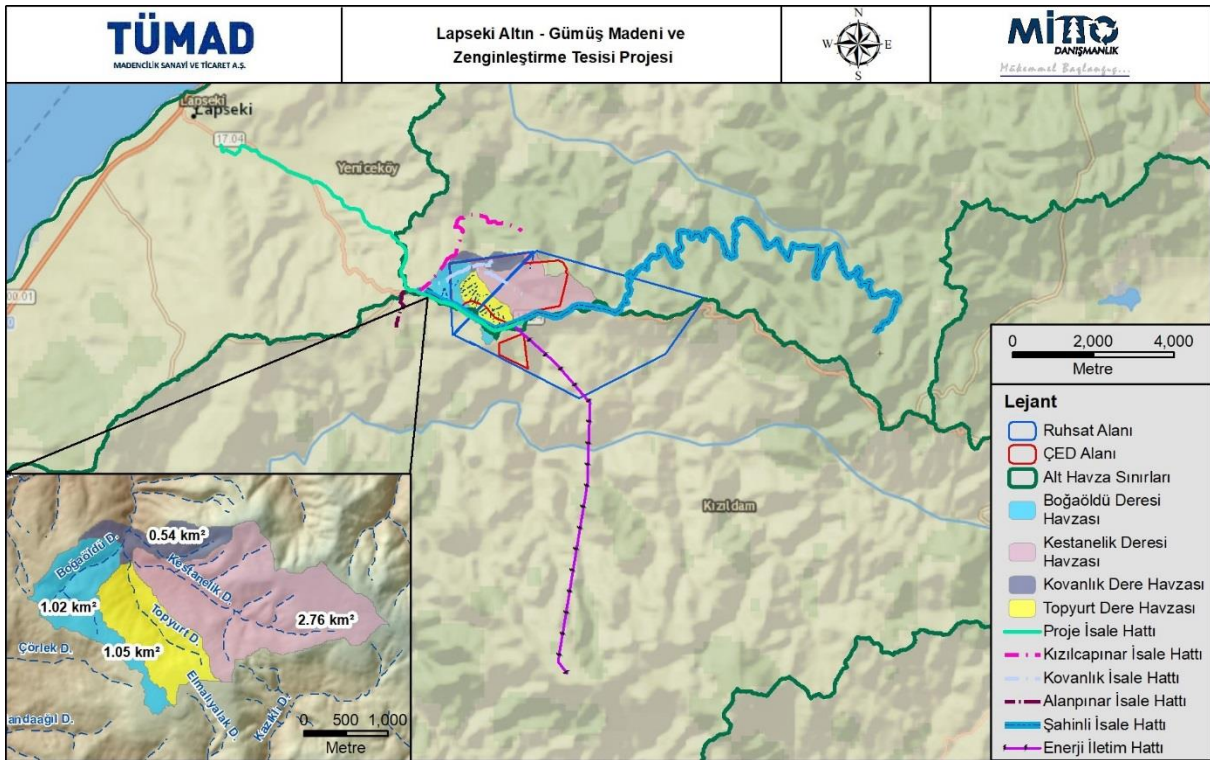 TÜMAD
MADENCİLİK SANAYİ VE TİCARET A.Ş.
Lapseki Altın - Gümüş Madeni ve
Zenginleştirme Tesisi Projesi
N
W E
S
MİTTO
DANIŞMANLIK
Mükemmel Başlangıç...
Lapseki
Lapseki
17.04
Yeniceköy
00.01
Kızıldam
0 2,000 4,000
Metre
Lejant
Ruhsat Alanı
ÇED Alanı
Alt Havza Sınırları
Boğaöldü Deresi
Havzası
Kestanelik Deresi
Havzası
Kovanlık Dere Havzası
Topyurt Dere Havzası
Proje İsale Hattı
Kızılcapınar İsale Hattı
Kovanlık İsale Hattı
Alanpınar İsale Hattı
Şahinli İsale Hattı
Enerji İletim Hattı
0.54 km²
Boğaöldü D.
Kestanelik D.
1.02 km²
2.76 km²
Topyurt D.
1.05 km²
Çörlek D.
Elmalıyalak D.
Kazıklı D.
andaağıl D.
0 500 1,000
Metre